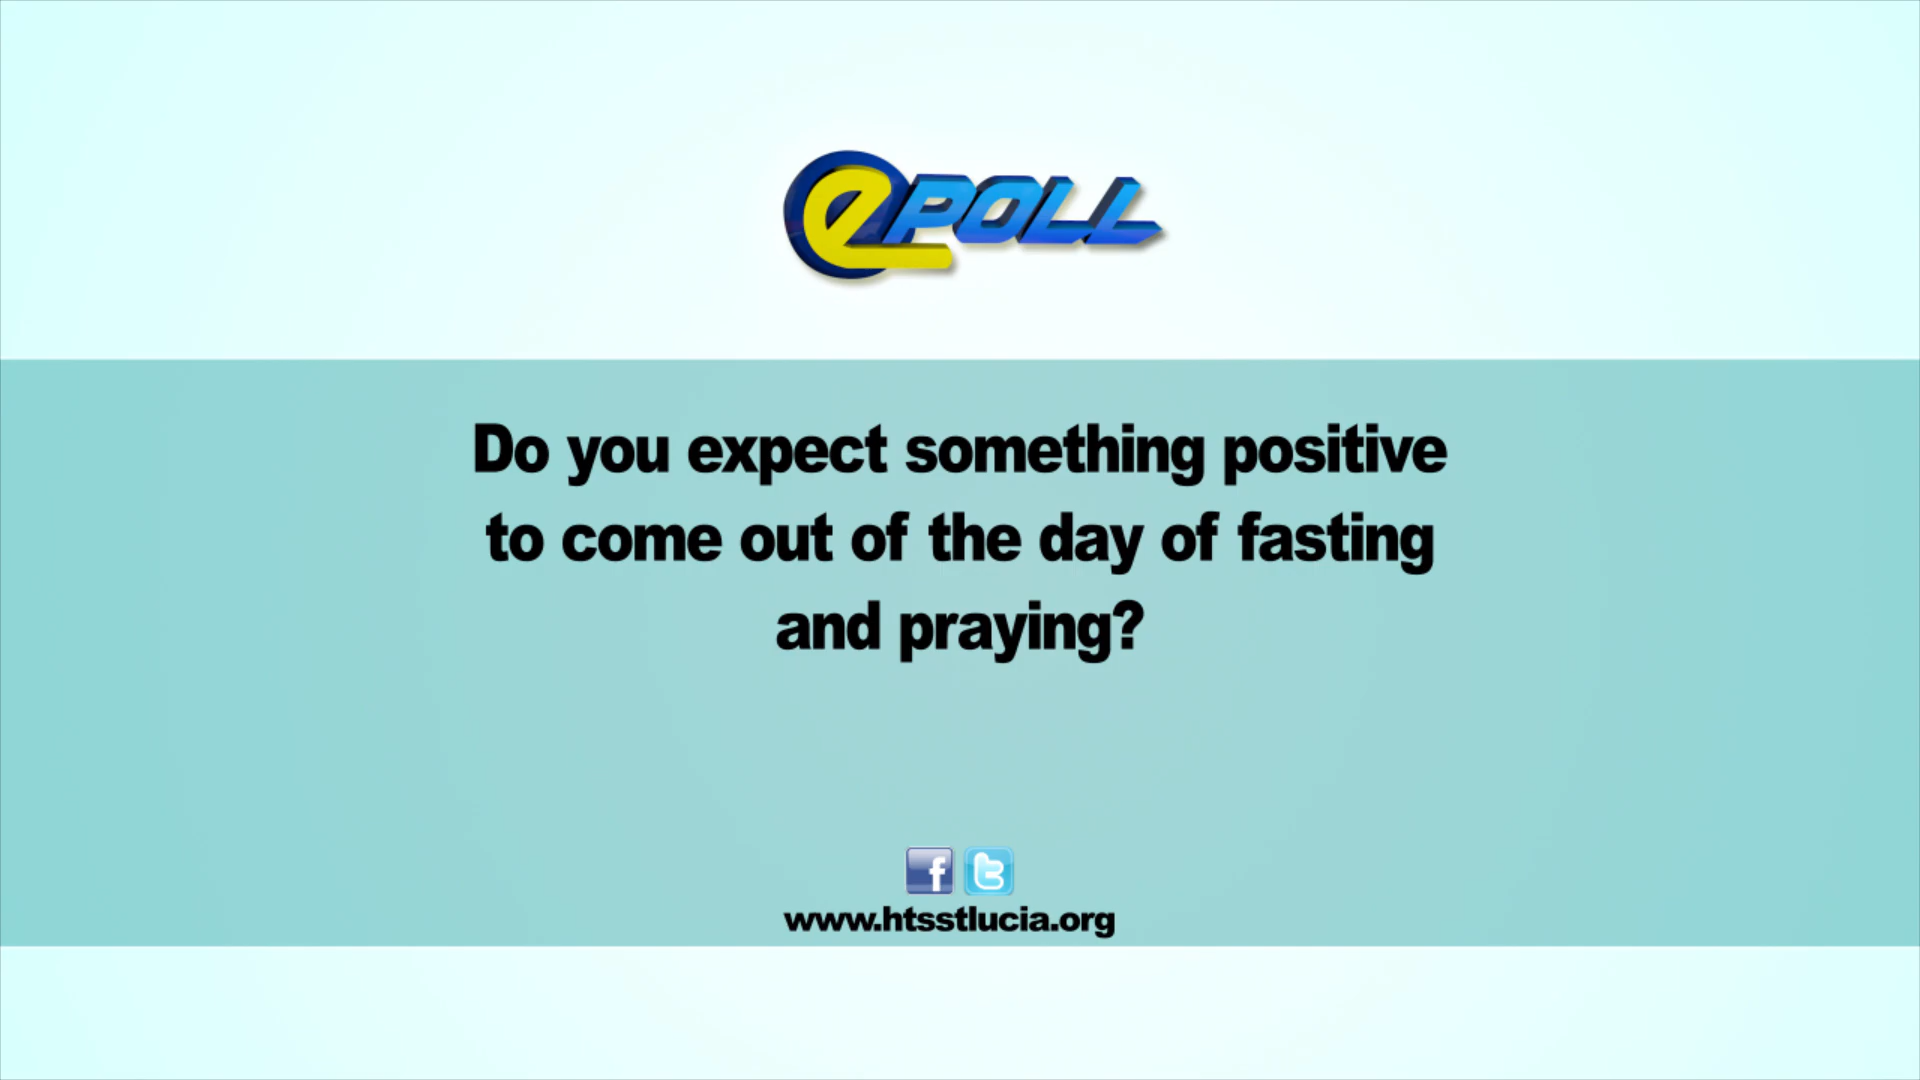 ePOLL
Do you expect something positive
to come out of the day of fasting
and praying?
www.htsstlucia.org